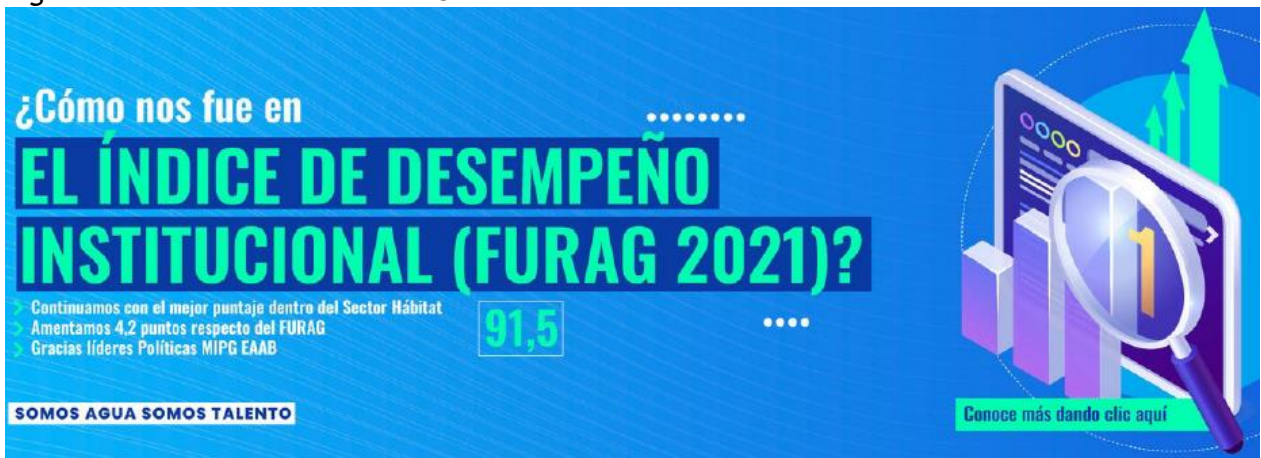 ¿Cómo nos fue en
EL ÍNDICE DE DESEMPEÑO
INSTITUCIONAL (FURAG 2021)?
Continuamos con el mejor puntaje dentro del Sector Hábitat
Amentamos 4,2 puntos respecto del FURAG
Gracias líderes Políticas MIPG EAAB
91,5
1
SOMOS AGUA SOMOS TALENTO
Conoce más dando clic aquí